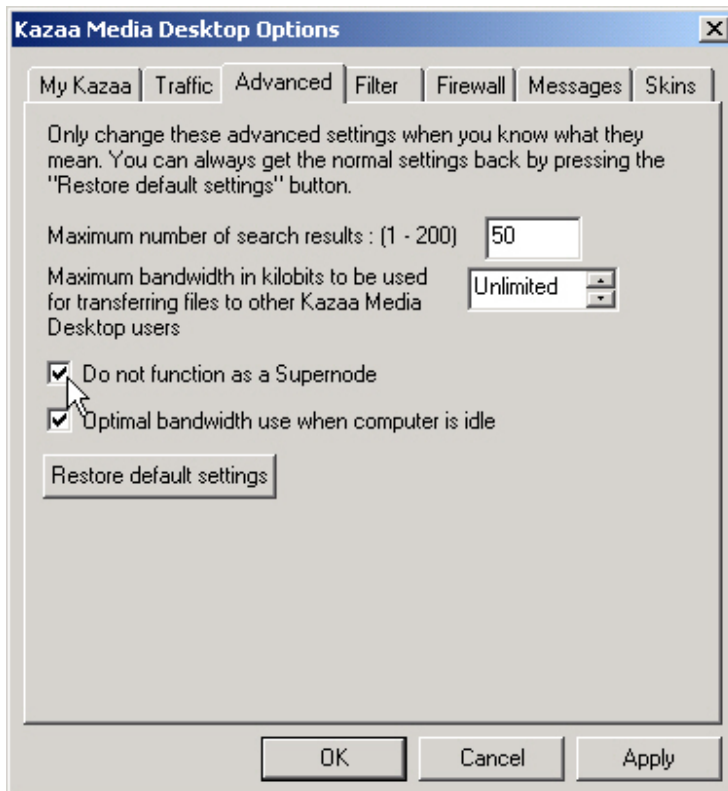 Kazaa Media Desktop Options
My Kazaa Traffic Advanced Filter Firewall Messages Skins
Only change these advanced settings when you know what they
mean. You can always get the normal settings back by pressing the
"Restore default settings" button.
Maximum number of search results : (1 - 200) 50
Maximum bandwidth in kilobits to be used
for transferring files to other Kazaa Media
Desktop users
Unlimited
Do not function as a Supernode
Optimal bandwidth use when computer is idle
Restore default settings
OK Cancel Apply